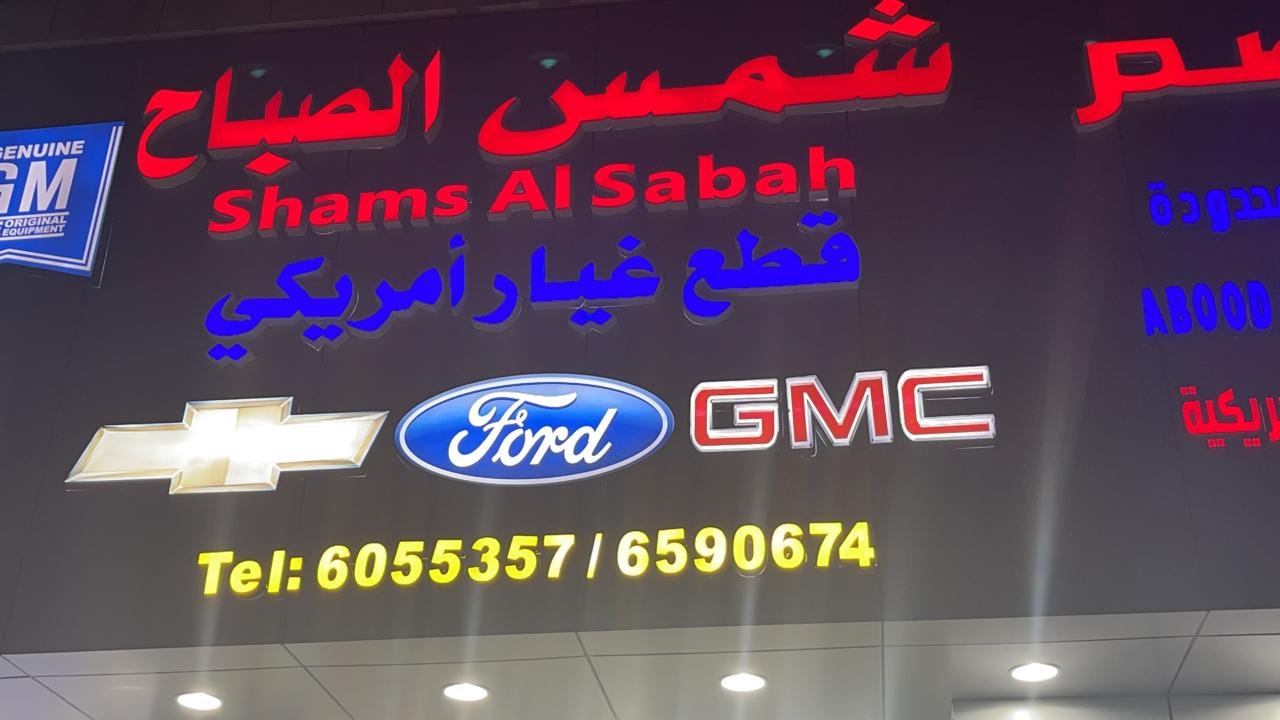 شمس الصباح
Shams Al Sabah
قطع غيار أمريكي
Ford
GMC
Tel: 6055357 / 6590674
GENUINE
GM
ORIGINAL
EQUIPMENT
ABOOD